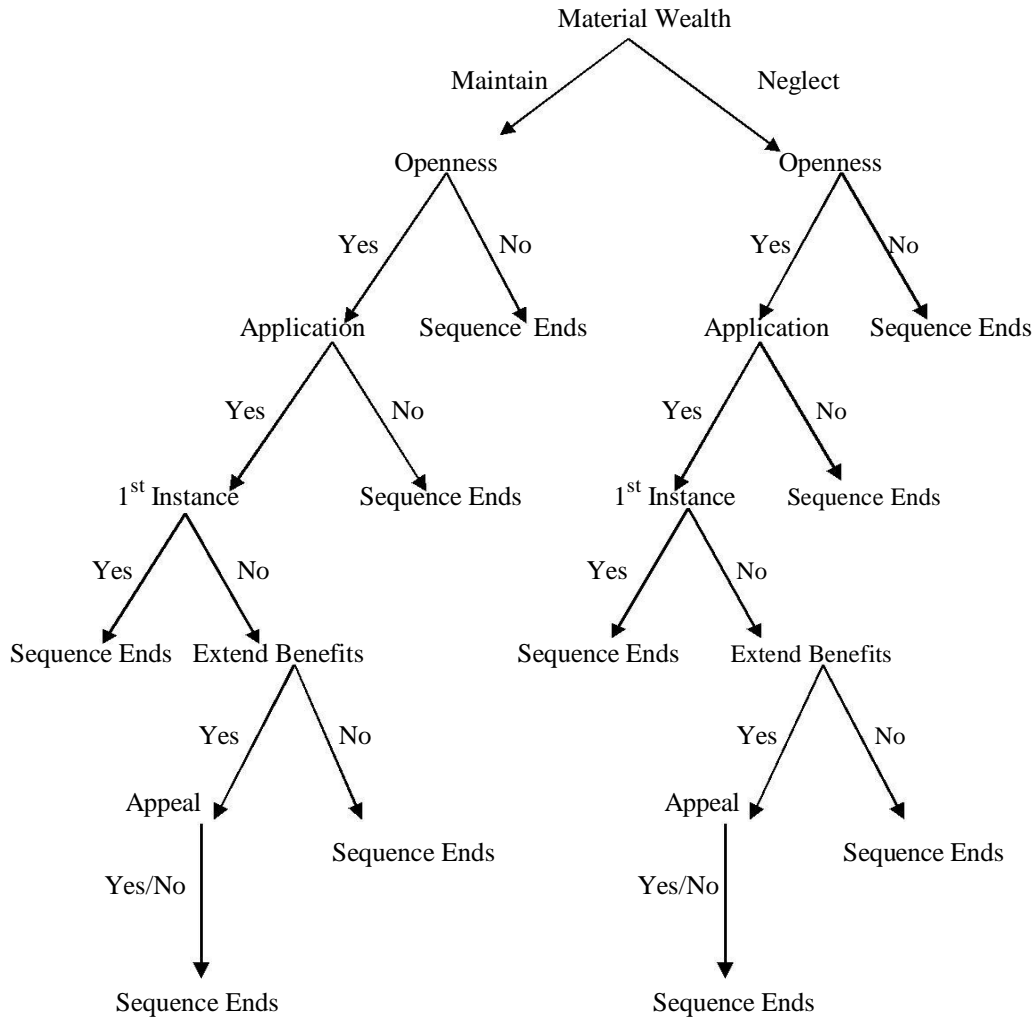 Material Wealth
Maintain Neglect
Openness Openness
Yes No Yes No
Application Sequence Ends Application Sequence Ends
Yes No Yes No
1st Instance Sequence Ends 1st Instance Sequence Ends
Yes No Yes No
Sequence Ends Extend Benefits Sequence Ends Extend Benefits
Yes No Yes No
Appeal Appeal
Sequence Ends Sequence Ends
Yes/No Yes/No
Sequence Ends Sequence Ends